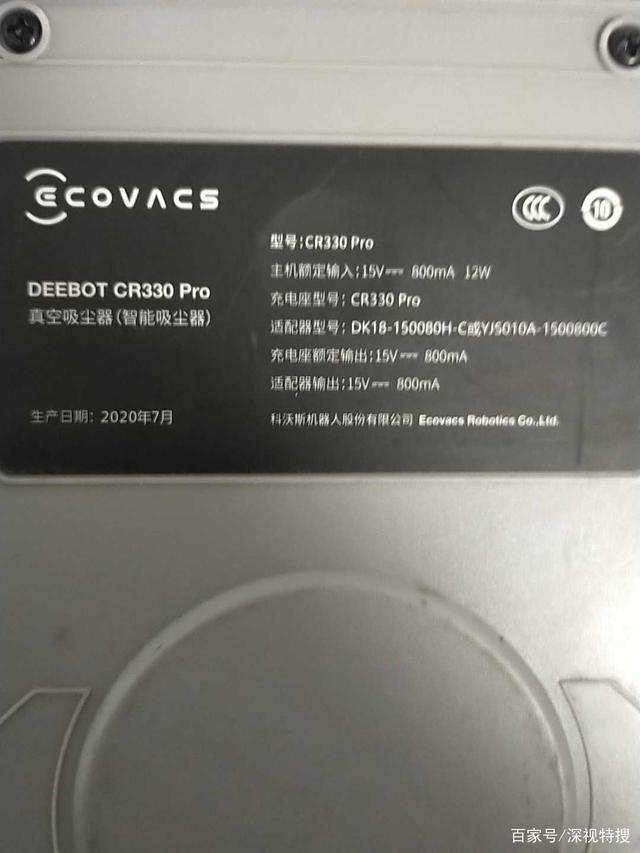 ECOVACS
CCC
10
DEEBOT CR330 Pro
真空吸尘器(智能吸尘器)
生产日期：2020年7月
型号:CR330 Pro
主机额定输入:15V⎓ 800mA 12W
充电座型号: CR330 Pro
适配器型号: DK18-150080H-C或YJS010A-1500800C
充电座额定输出:15V⎓ 800mA
适配器输出:15V⎓ 800mA
科沃斯机器人股份有限公司 Ecovacs Robotics Co.,Ltd.
百家号/深视特搜